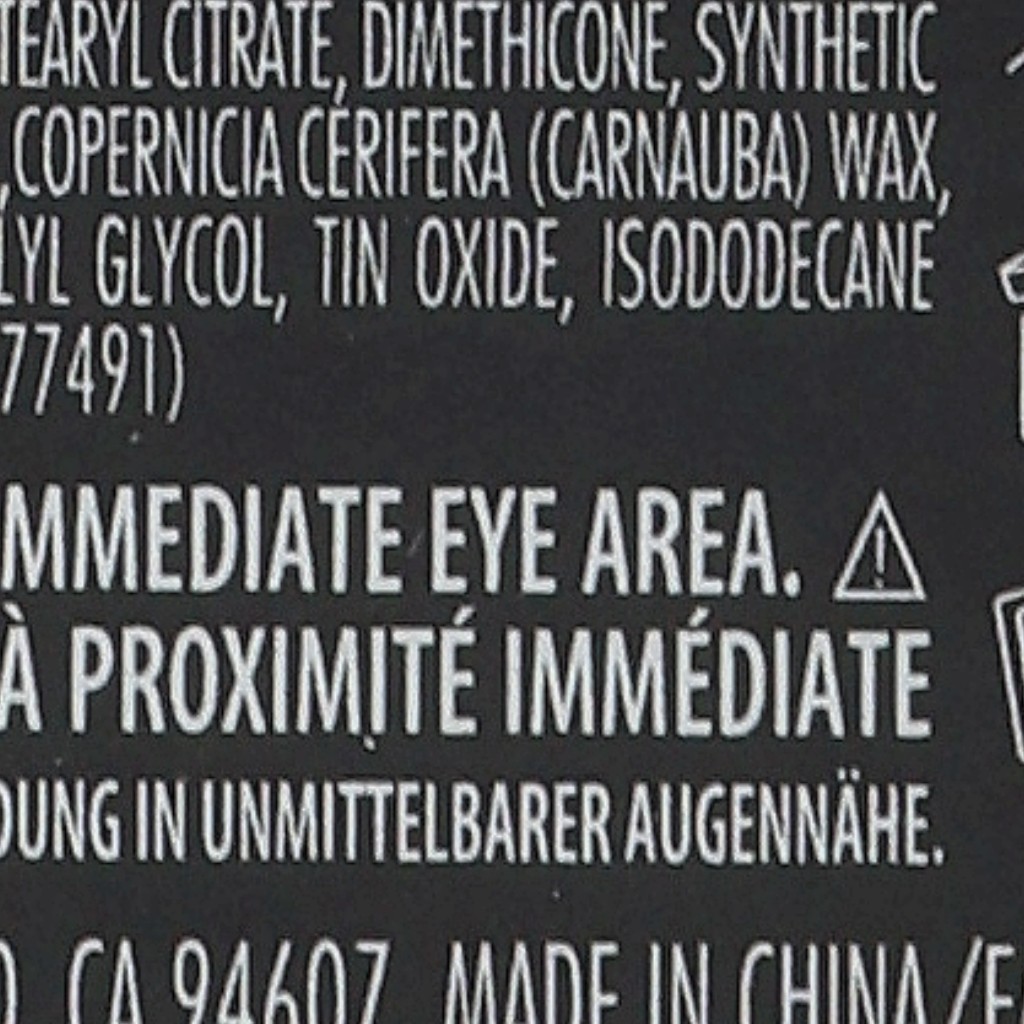 TEARYL CITRATE, DIMETHICONE, SYNTHETIC
,COPERNICIA CERIFERA (CARNAUBA) WAX,
LYL GLYCOL, TIN OXIDE, ISODODECANE
77491)
MMEDIATE EYE AREA.
À PROXIMITÉ IMMÉDIATE
DUNG IN UNMITTELBARER AUGENNÄHE.
CA 94607 MADE IN CHINA/F